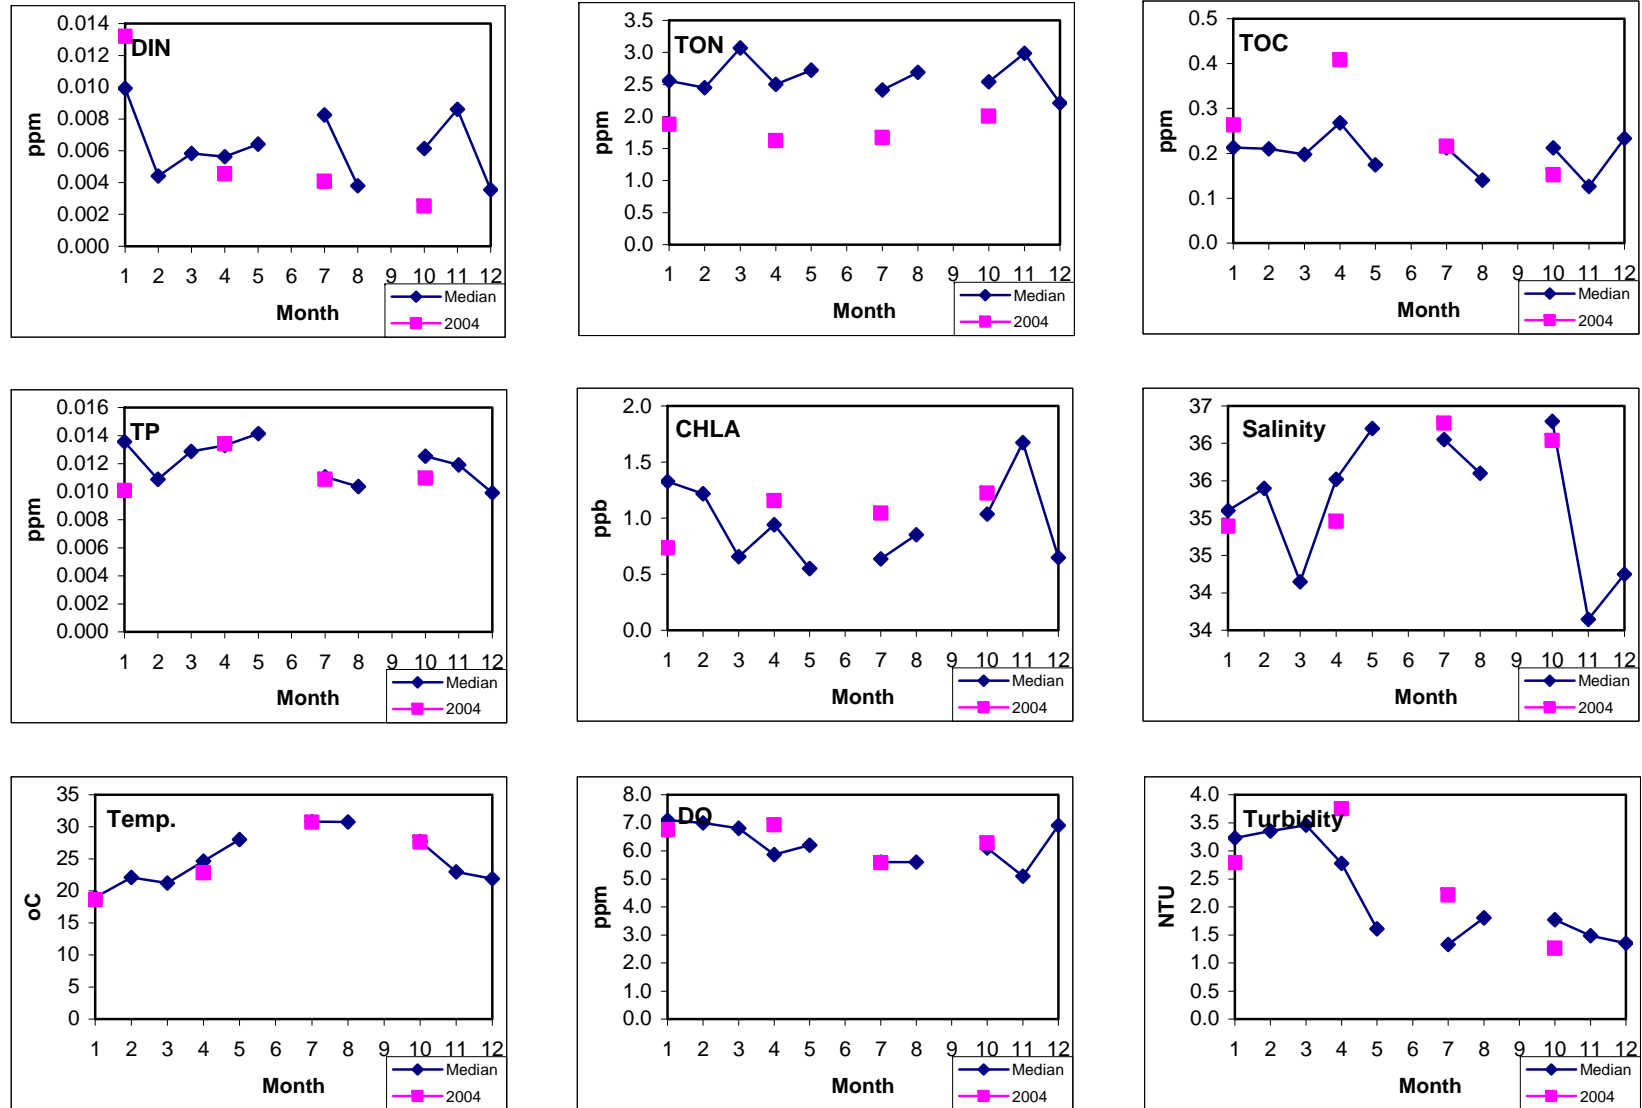 0.014
0.012
0.010
0.008
0.006
0.004
0.002
0.000
DIN
ppm
1 2 3 4 5 6 7 8 9 10 11 12
Month
Median
2004
3.5
3.0
2.5
2.0
1.5
1.0
0.5
0.0
TON
ppm
1 2 3 4 5 6 7 8 9 10 11 12
Month
Median
2004
0.5
0.4
0.3
0.2
0.1
0.0
TOC
ppm
1 2 3 4 5 6 7 8 9 10 11 12
Month
Median
2004
0.016
0.014
0.012
0.010
0.008
0.006
0.004
0.002
0.000
TP
ppm
1 2 3 4 5 6 7 8 9 10 11 12
Month
Median
2004
2.0
1.5
1.0
0.5
0.0
CHLA
ppb
1 2 3 4 5 6 7 8 9 10 11 12
Month
Median
2004
37
36
36
35
35
34
34
Salinity
1 2 3 4 5 6 7 8 9 10 11 12
Month
Median
2004
35
30
25
20
15
10
5
0
Temp.
oC
1 2 3 4 5 6 7 8 9 10 11 12
Month
Median
2004
8.0
7.0
6.0
5.0
4.0
3.0
2.0
1.0
0.0
DO
ppm
1 2 3 4 5 6 7 8 9 10 11 12
Month
Median
2004
4.0
3.5
3.0
2.5
2.0
1.5
1.0
0.5
0.0
Turbidity
NTU
1 2 3 4 5 6 7 8 9 10 11 12
Month
Median
2004